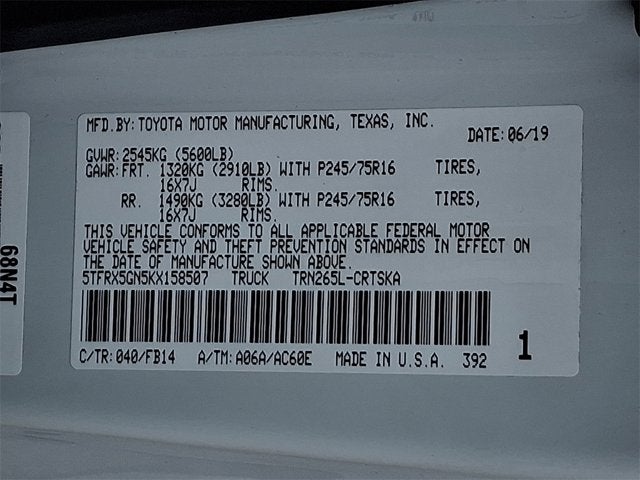 MFD.BY:TOYOTA MOTOR MANUFACTURING, TEXAS, INC.
DATE:06/19
GVWR:2545KG (5600LB)
GAWR:FRT. 1320KG (2910LB) WITH P245/75R16 TIRES,
16X7J RIMS.
RR. 1490KG (3280LB) WITH P245/75R16 TIRES,
16X7J RIMS.
THIS VEHICLE CONFORMS TO ALL APPLICABLE FEDERAL MOTOR
VEHICLE SAFETY AND THEFT PREVENTION STANDARDS IN EFFECT ON
THE DATE OF MANUFACTURE SHOWN ABOVE.
5TFRX5GN5KX158507 TRUCK TRN265L-CRTSKA
C/TR:040/FB14 A/TM:A06A/AC60E MADE IN U.S.A. 392 1
68N4T